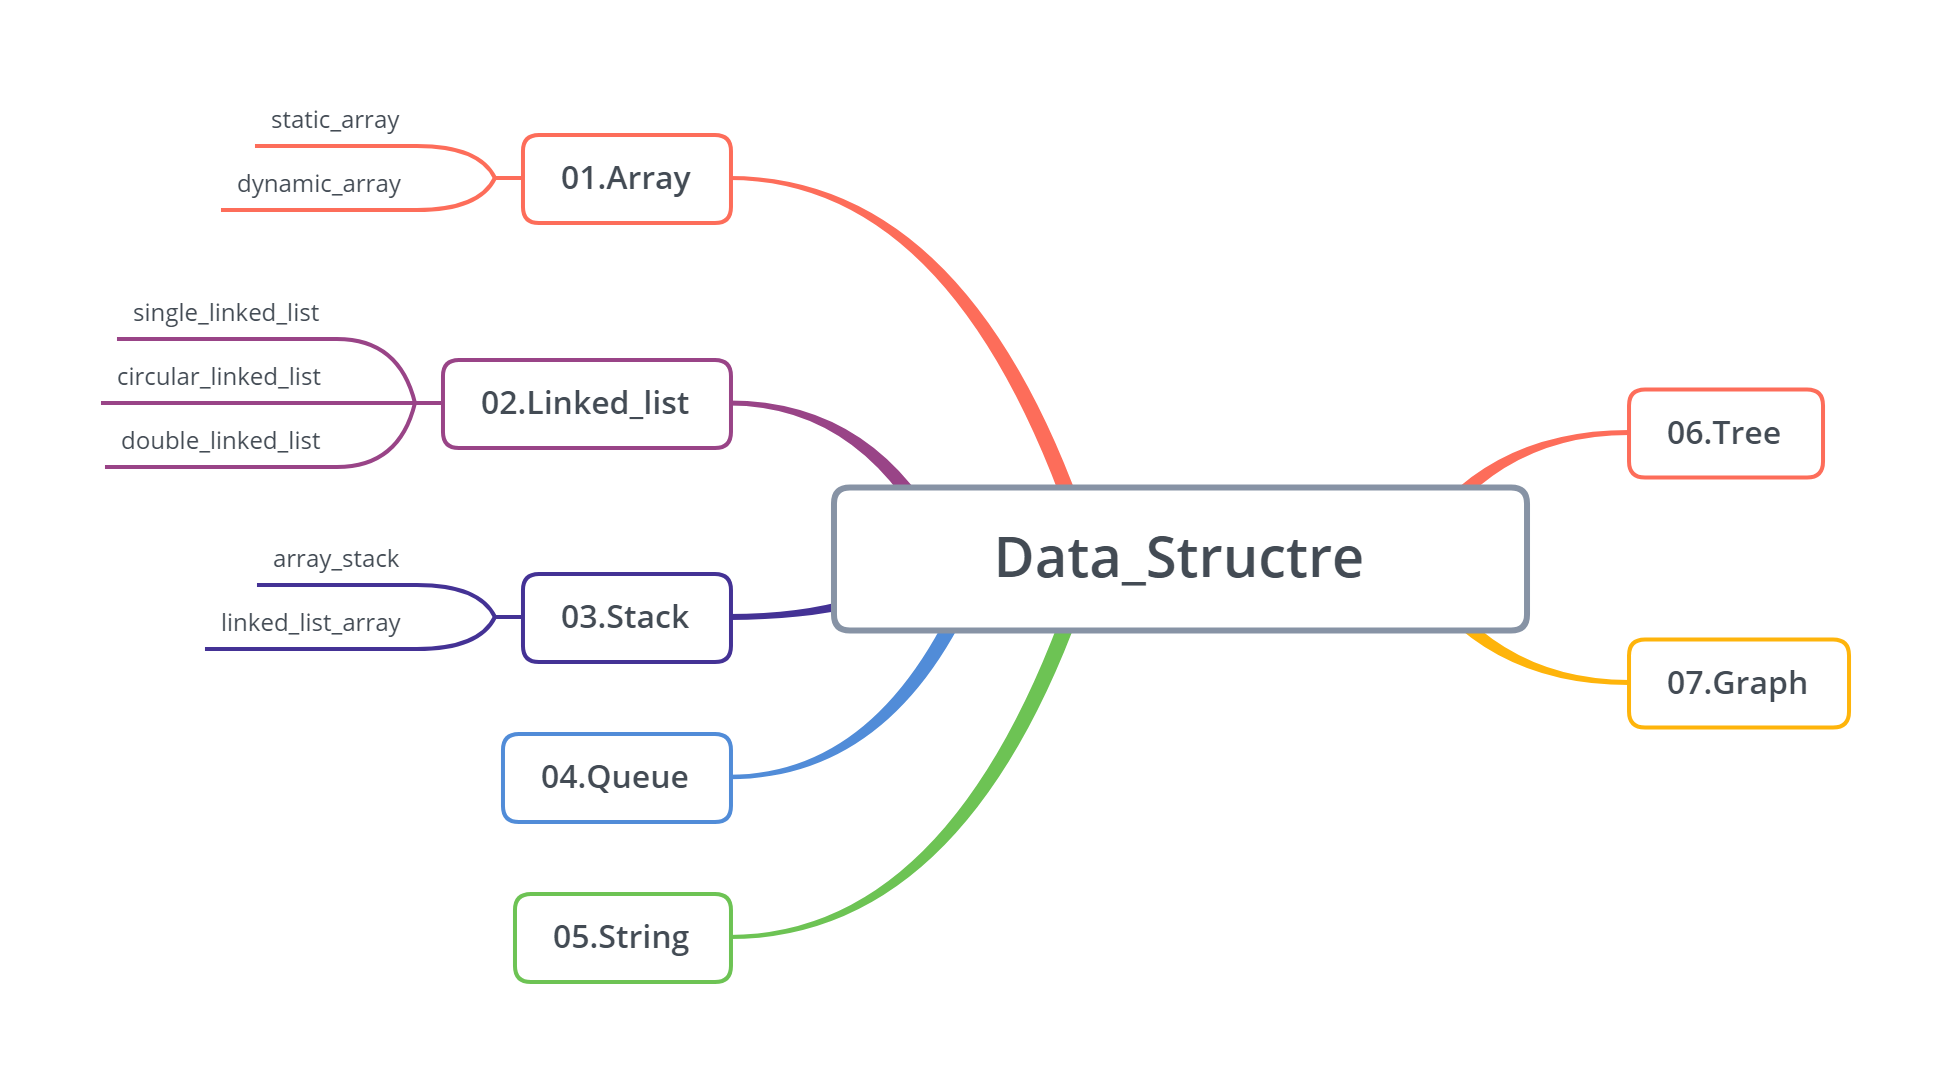 static_array
dynamic_array
01.Array
single_linked_list
circular_linked_list
double_linked_list
02.Linked_list
array_stack
linked_list_array
03.Stack
04.Queue
05.String
Data_Structre
06.Tree
07.Graph